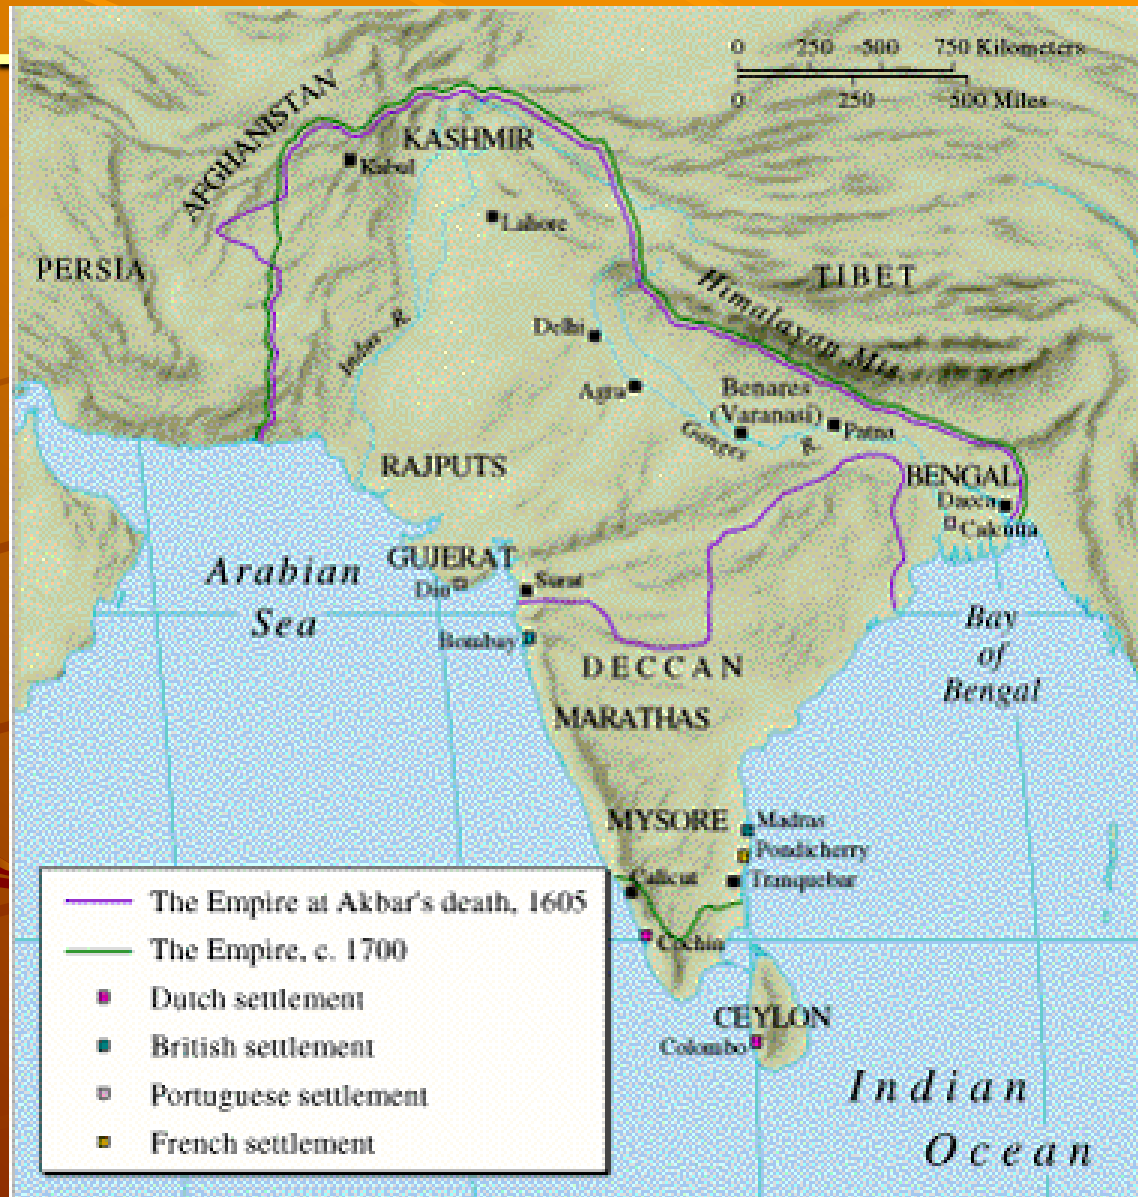 0 250 500 750 Kilometers
0 250 500 Miles
AFGHANISTAN
KASHMIR
Kabul
Lahore
PERSIA
TIBET
Himalayan Mts.
Indus R.
Delhi
Agra
Benares
(Varanasi)
Patna
Ganges R.
RAJPUTS
BENGAL
Dacca
Calcutta
GUJERAT
Diu
Surat
Arabian
Sea
Bombay
Bay
of
Bengal
DECCAN
MARATHAS
MYSORE
Madras
Pondicherry
Calicut
Tranquebar
Cochin
CEYLON
Colombo
Indian
Ocean
The Empire at Akbar's death, 1605
The Empire, c. 1700
Dutch settlement
British settlement
Portuguese settlement
French settlement